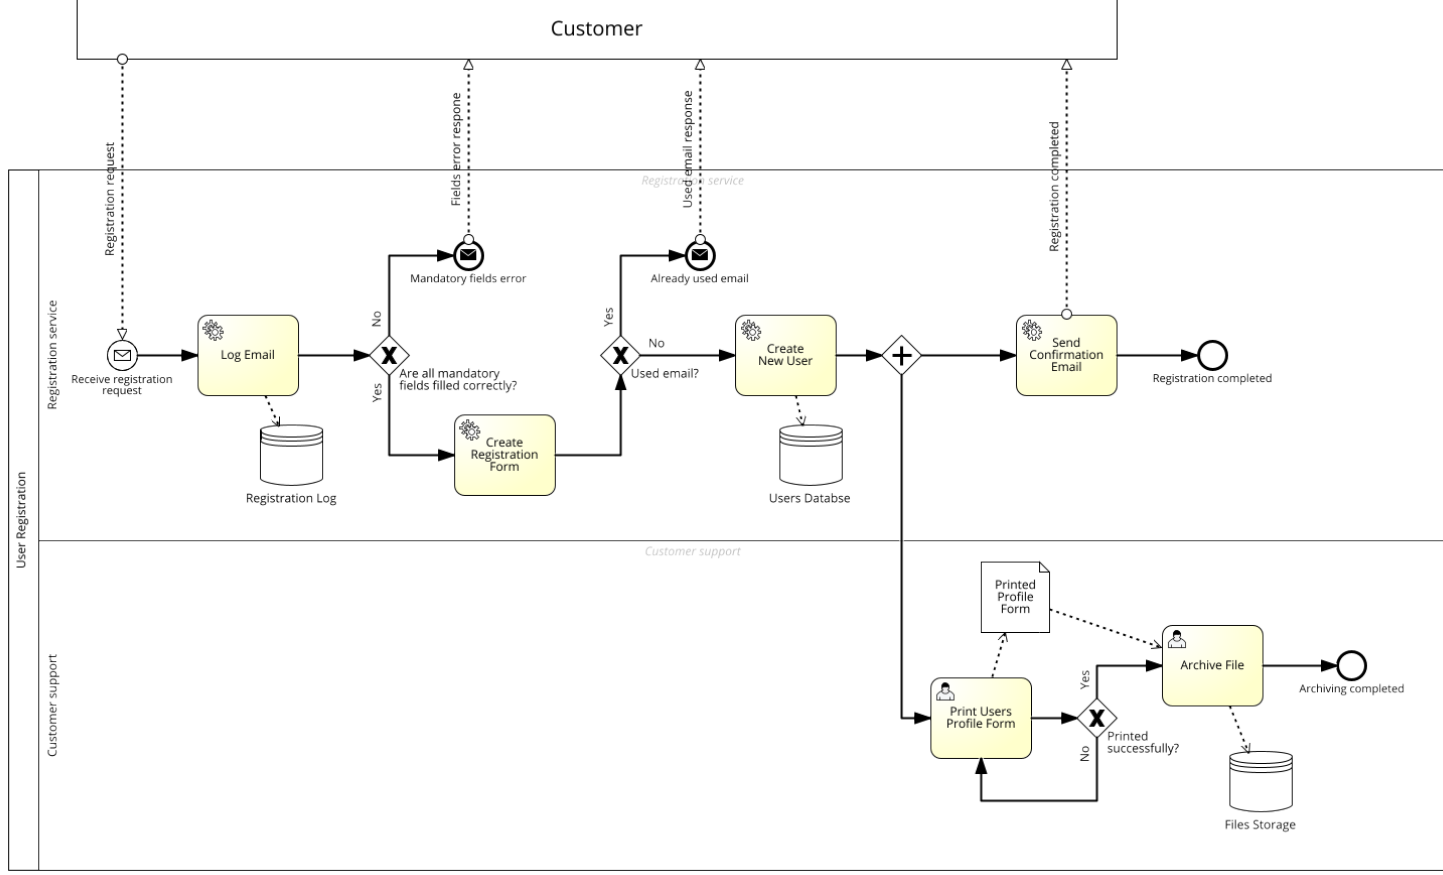 Customer
Registration request
Fields error respone
Used email response
Registration completed
User Registration
Registration service
Registration service
Receive registration
request
Log Email
Registration Log
No
Yes
Are all mandatory
fields filled correctly?
Mandatory fields error
Create
Registration
Form
Yes
No
Used email?
Already used email
Create
New User
Users Databse
Send
Confirmation
Email
Registration completed
Customer support
Customer support
Printed
Profile
Form
Print Users
Profile Form
Yes
No
Printed
successfully?
Archive File
Archiving completed
Files Storage